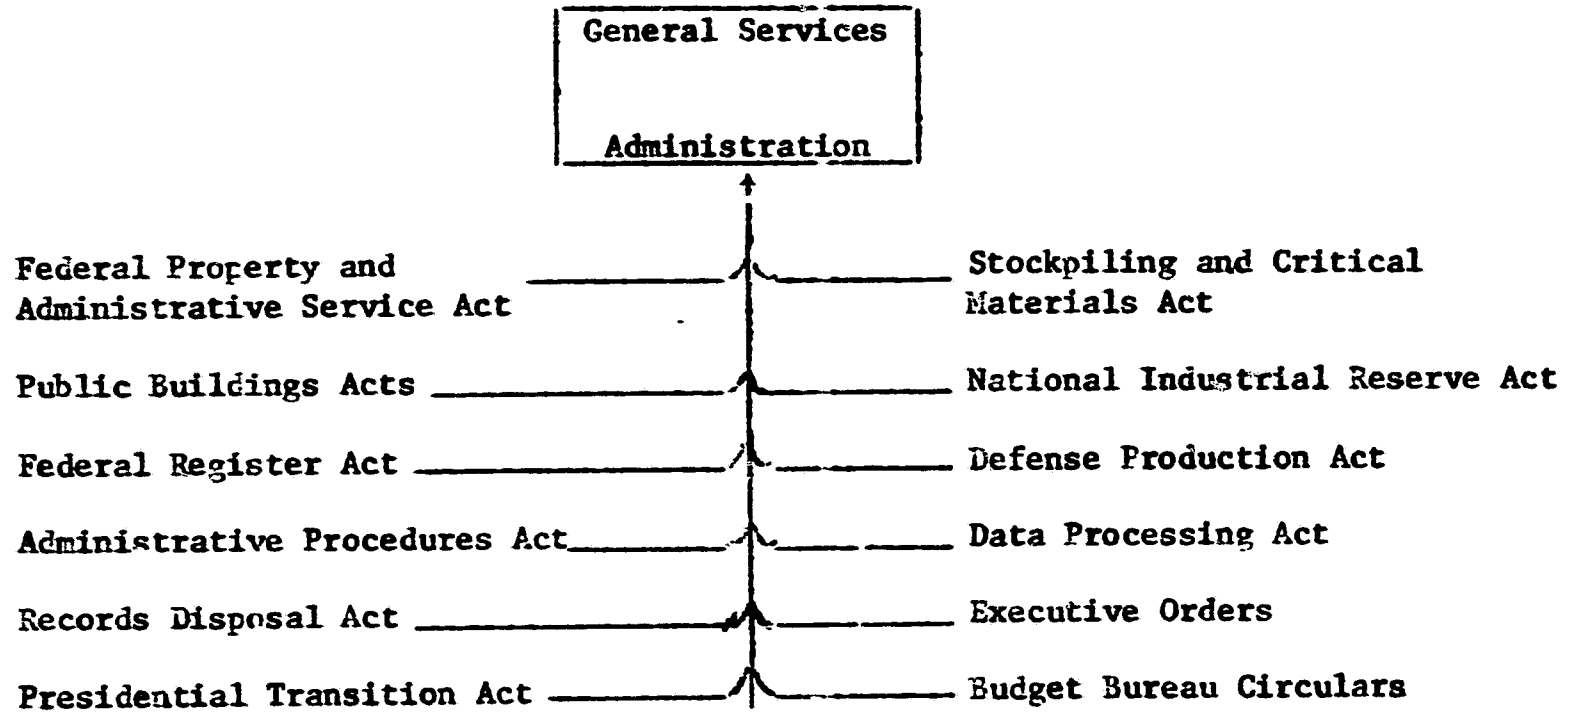 General Services
Administration
Federal Property and
Administrative Service Act
Stockpiling and Critical
Materials Act
Public Buildings Acts
National Industrial Reserve Act
Federal Register Act
Defense Production Act
Administrative Procedures Act
Data Processing Act
Records Disposal Act
Executive Orders
Presidential Transition Act
Budget Bureau Circulars